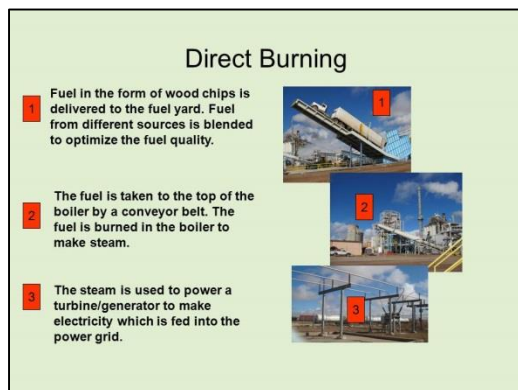 Direct Burning
1
Fuel in the form of wood chips is
delivered to the fuel yard. Fuel
from different sources is blended
to optimize the fuel quality.
1
2
The fuel is taken to the top of the
boiler by a conveyor belt. The
fuel is burned in the boiler to
make steam.
2
3
The steam is used to power a
turbine/generator to make
electricity which is fed into the
power grid.
3